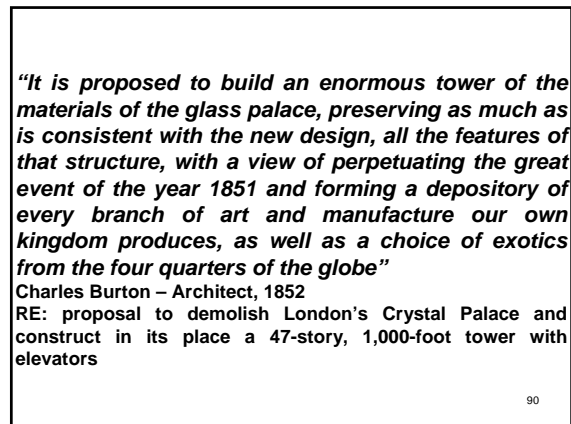 “It is proposed to build an enormous tower of the
materials of the glass palace, preserving as much as
is consistent with the new design, all the features of
that structure, with a view of perpetuating the great
event of the year 1851 and forming a depository of
every branch of art and manufacture our own
kingdom produces, as well as a choice of exotics
from the four quarters of the globe”
Charles Burton – Architect, 1852
RE: proposal to demolish London’s Crystal Palace and
construct in its place a 47-story, 1,000-foot tower with
elevators
90